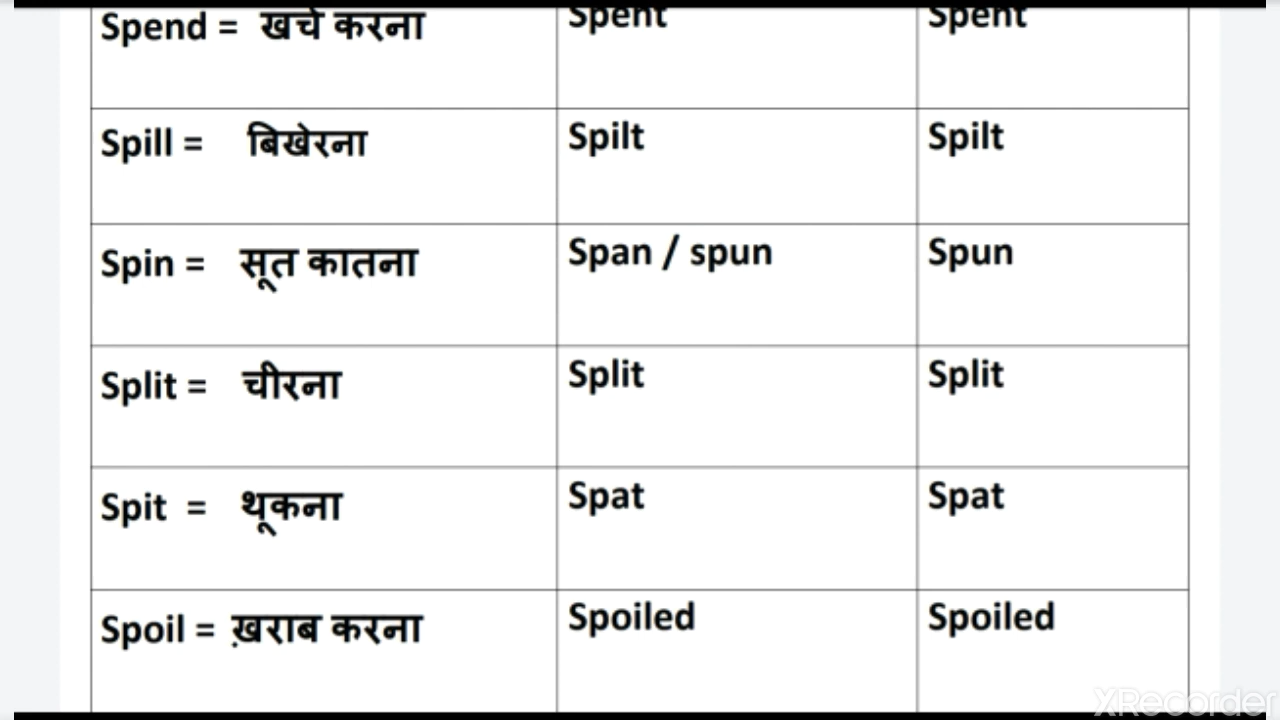 Spend = खर्च करना Spent Spent
Spill = बिखेरना Spilt Spilt
Spin = सूत कातना Span / spun Spun
Split = चीरना Split Split
Spit = थूकना Spat Spat
Spoil = ख़राब करना Spoiled Spoiled
XRecorder